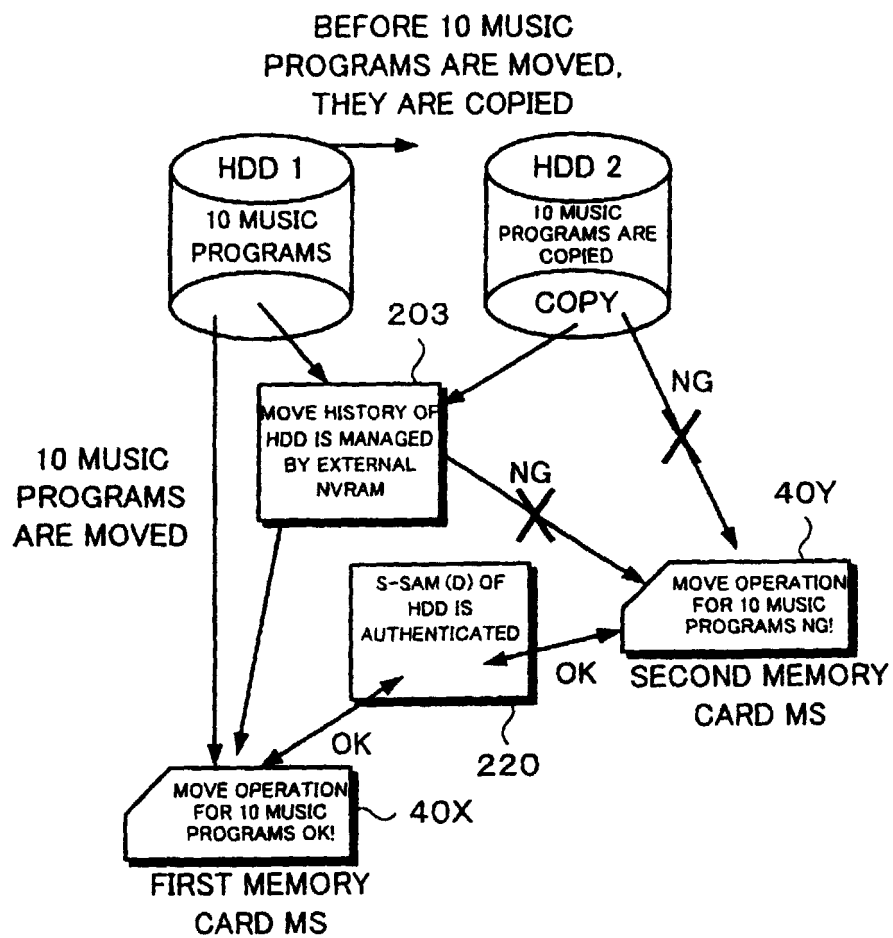 BEFORE 10 MUSIC
PROGRAMS ARE MOVED,
THEY ARE COPIED
HDD 1
10 MUSIC
PROGRAMS
HDD 2
10 MUSIC
PROGRAMS ARE
COPIED
COPY
203
MOVE HISTORY OF
HDD IS MANAGED
BY EXTERNAL
NVRAM
NG
NG
10 MUSIC
PROGRAMS
ARE MOVED
40Y
MOVE OPERATION
FOR 10 MUSIC
PROGRAMS NG!
SECOND MEMORY
CARD MS
S-SAM (D) OF
HDD IS
AUTHENTICATED
OK
OK
220
MOVE OPERATION
FOR 10 MUSIC
PROGRAMS OK!
40X
FIRST MEMORY
CARD MS